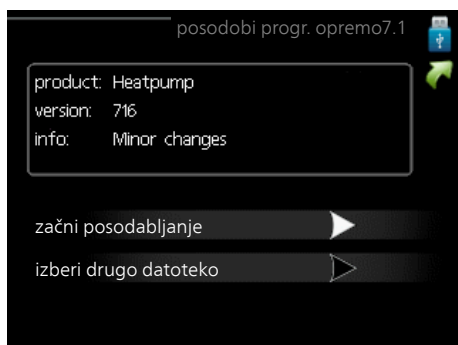 posodobi progr. opremo7.1
product: Heatpump
version: 716
info: Minor changes
začni posodabljanje
izberi drugo datoteko